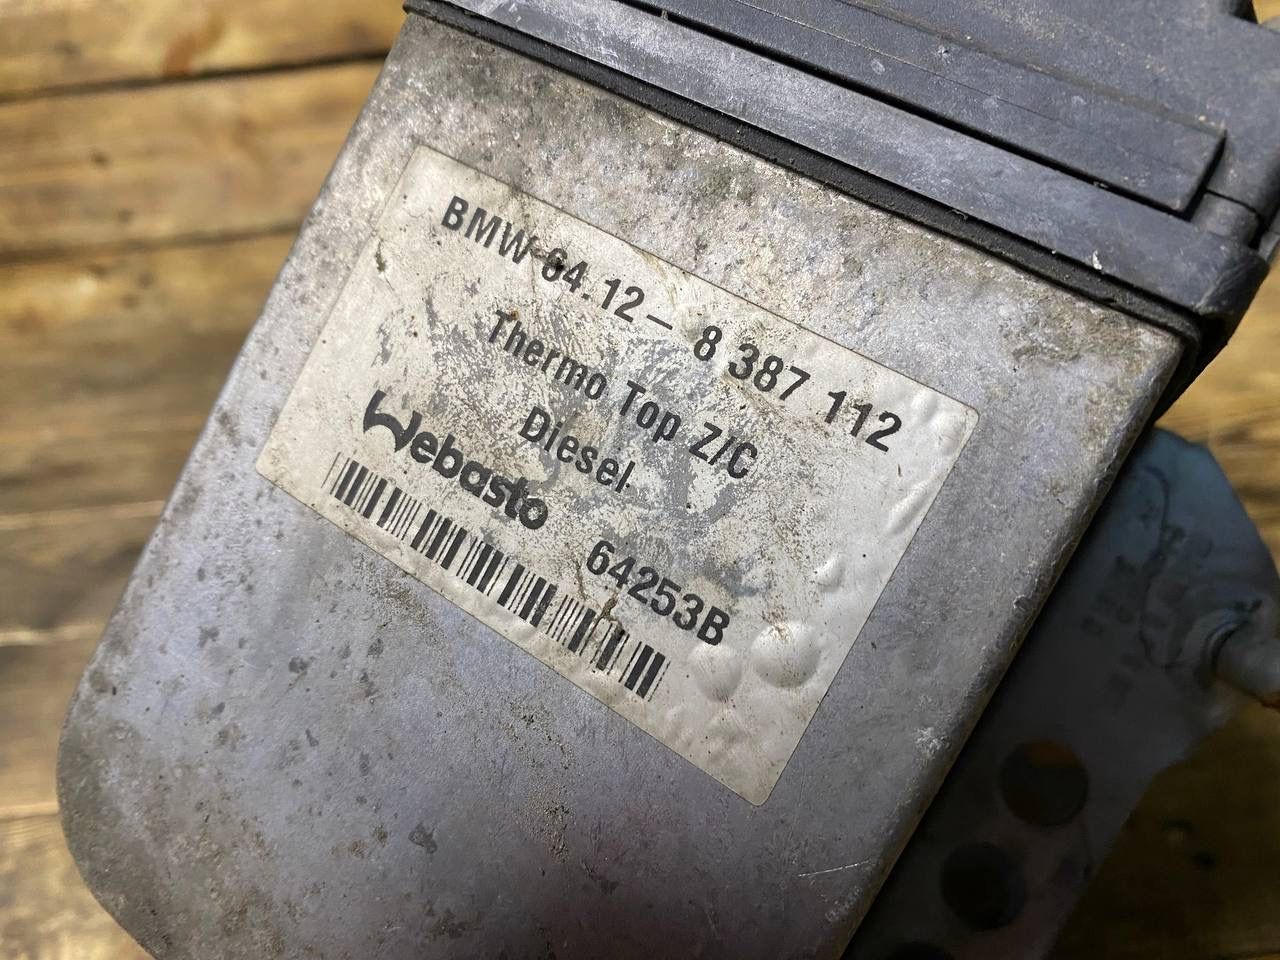 BMW 64.12 - 8 387 112
Thermo Top Z/C
Diesel
Webasto 64253B